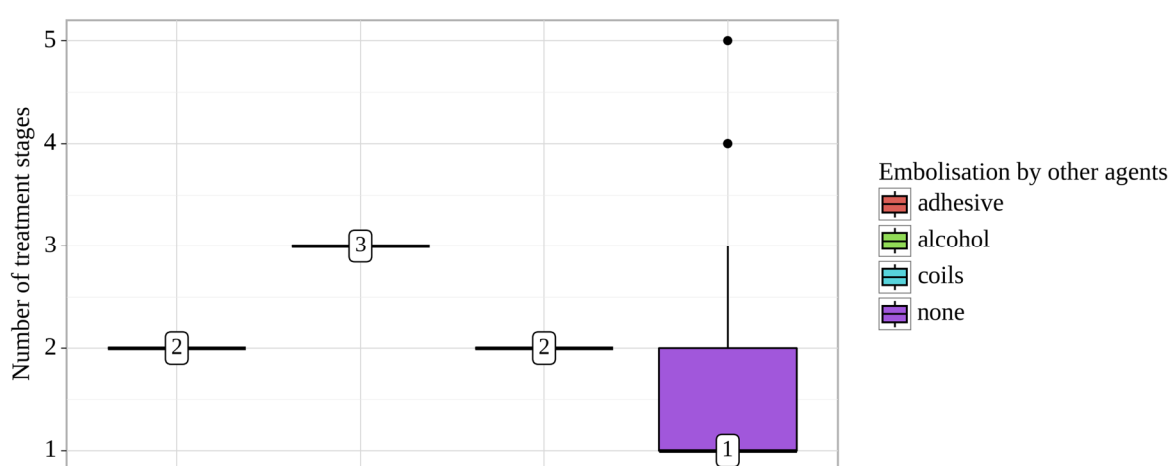 5
4
3
2
1
Number of treatment stages
2
3
2
1
Embolisation by other agents
adhesive
alcohol
coils
none